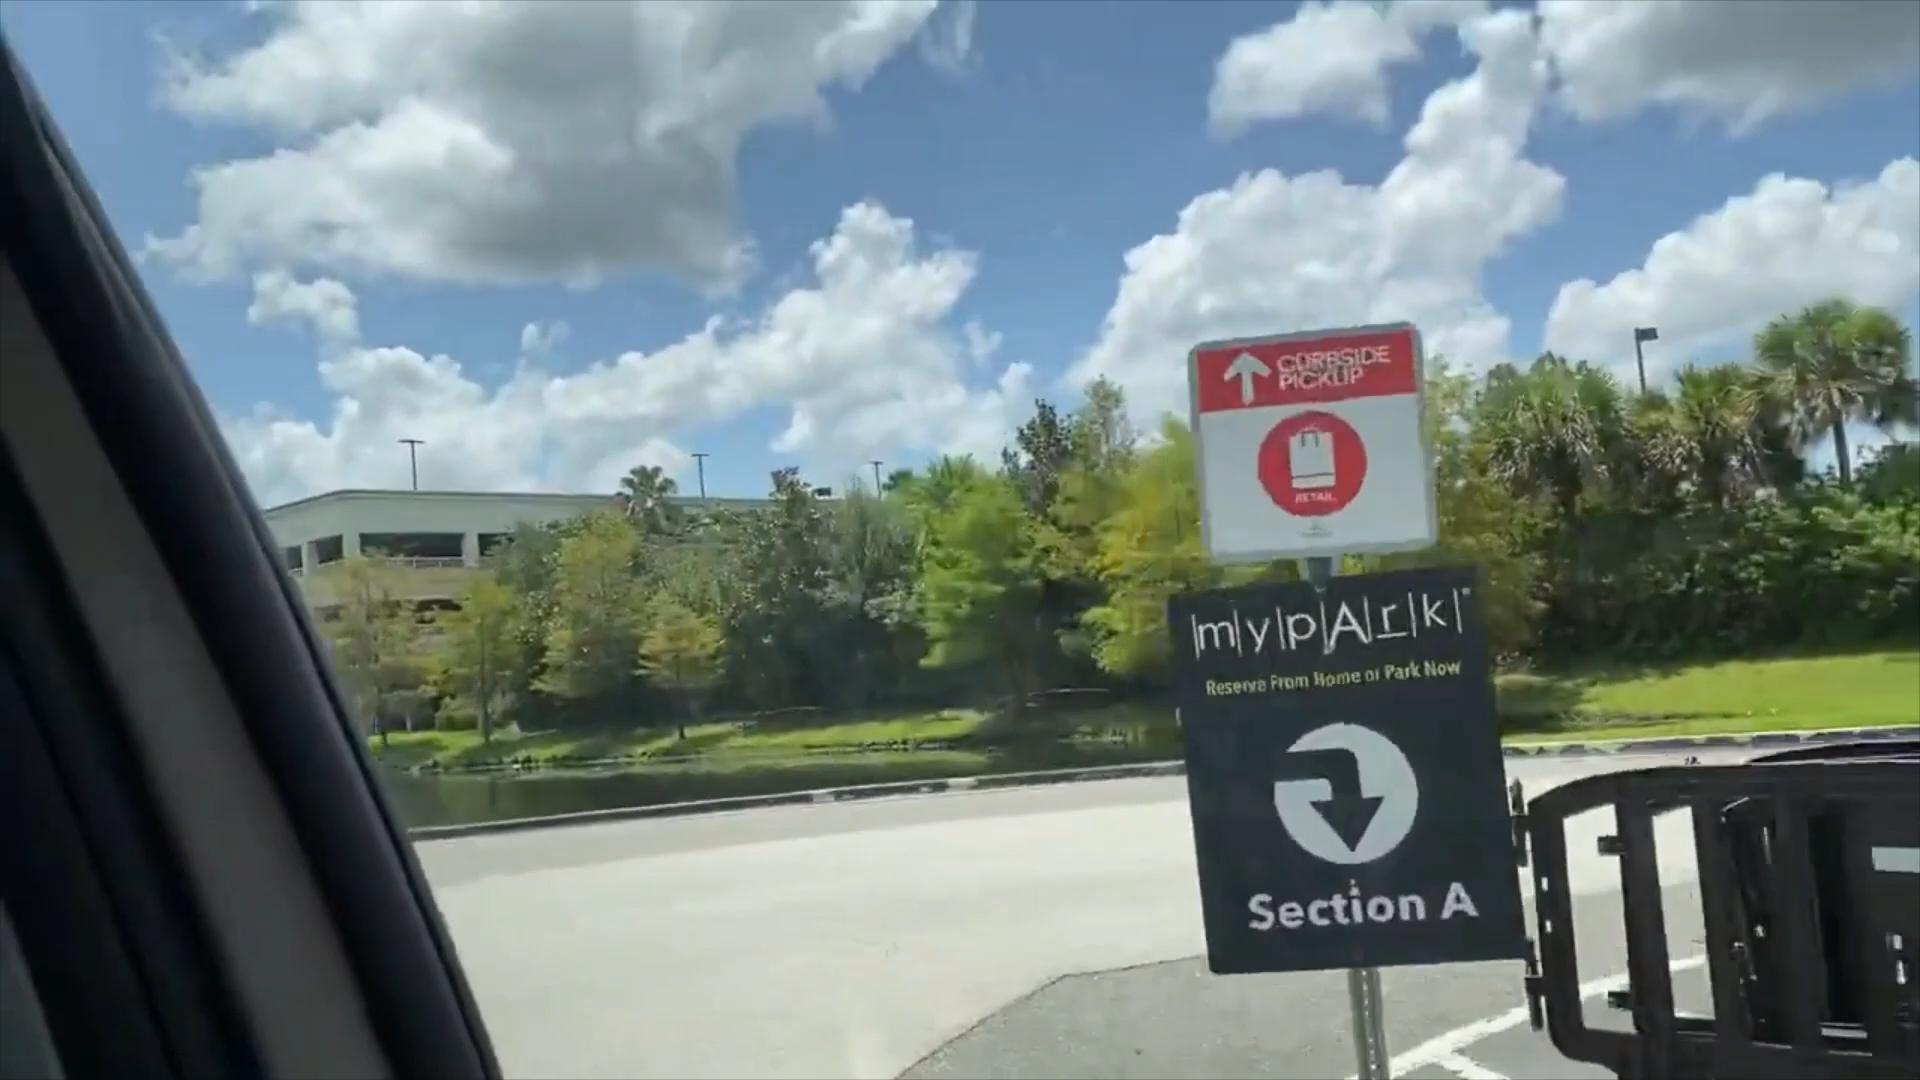 CURBSIDE
PICKUP
RETAIL
|m|y|p|A|r|k|
Reserve From Home or Park Now
Section A